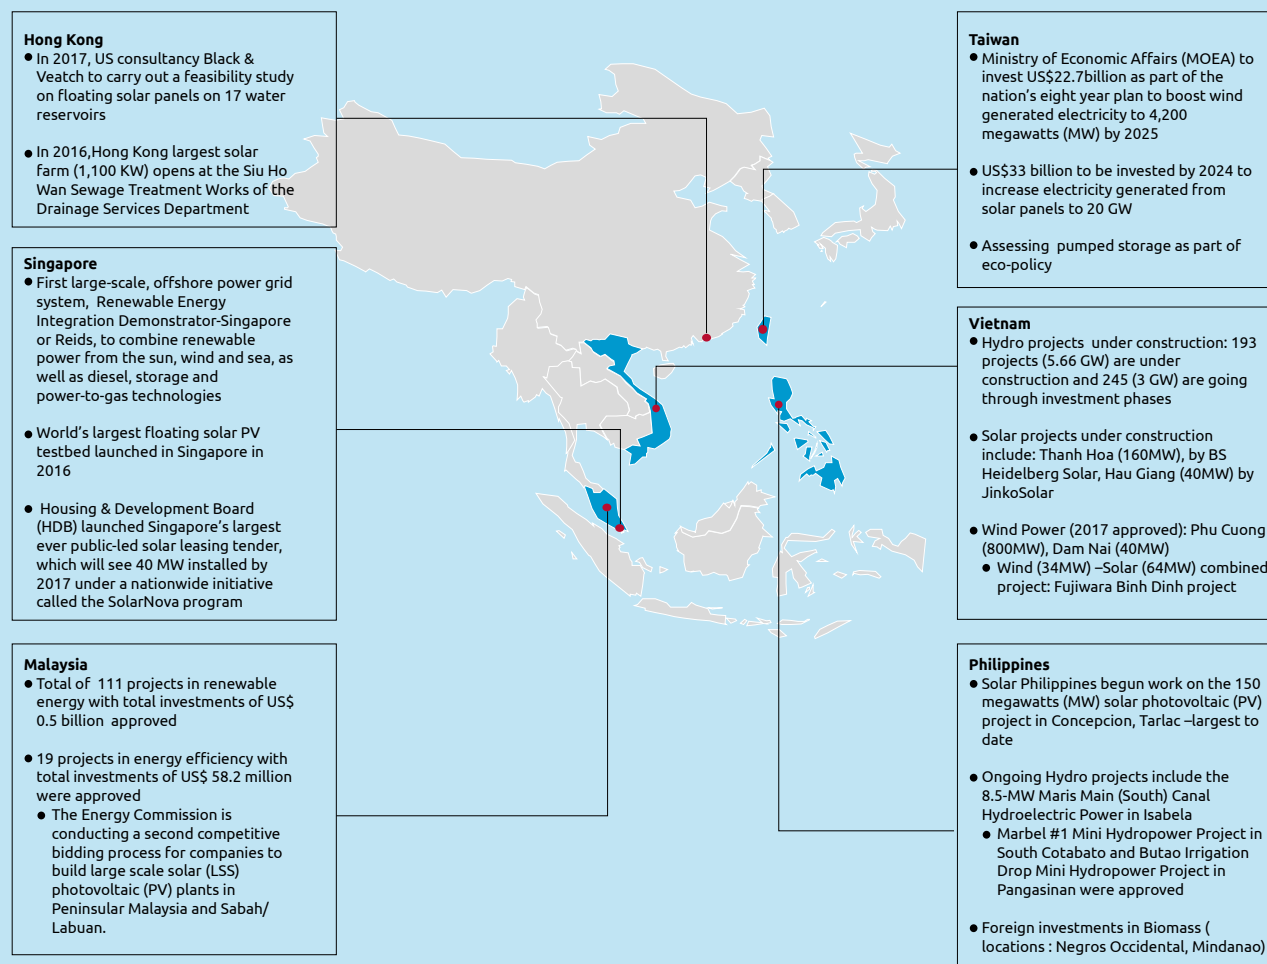 Hong Kong
● In 2017, US consultancy Black &
Veatch to carry out a feasibility study
on floating solar panels on 17 water
reservoirs
● In 2016,Hong Kong largest solar
farm (1,100 KW) opens at the Siu Ho
Wan Sewage Treatment Works of the
Drainage Services Department
Singapore
● First large-scale, offshore power grid
system,  Renewable Energy
Integration Demonstrator-Singapore
or Reids, to combine renewable
power from the sun, wind and sea, as
well as diesel, storage and
power-to-gas technologies
● World's largest floating solar PV
testbed launched in Singapore in
2016
● Housing & Development Board
(HDB) launched Singapore's largest
ever public-led solar leasing tender,
which will see 40 MW installed by
2017 under a nationwide initiative
called the SolarNova program
Malaysia
● Total of  111 projects in renewable
energy with total investments of US$
0.5 billion  approved
● 19 projects in energy efficiency with
total investments of US$ 58.2 million
were approved
● The Energy Commission is
conducting a second competitive
bidding process for companies to
build large scale solar (LSS)
photovoltaic (PV) plants in
Peninsular Malaysia and Sabah/
Labuan.
Taiwan
● Ministry of Economic Affairs (MOEA) to
invest US$22.7billion as part of the
nation's eight year plan to boost wind
generated electricity to 4,200
megawatts (MW) by 2025
● US$33 billion to be invested by 2024 to
increase electricity generated from
solar panels to 20 GW
● Assessing  pumped storage as part of
eco-policy
Vietnam
● Hydro projects  under construction: 193
projects (5.66 GW) are under
construction and 245 (3 GW) are going
through investment phases
● Solar projects under construction
include: Thanh Hoa (160MW), by BS
Heidelberg Solar, Hau Giang (40MW) by
JinkoSolar
● Wind Power (2017 approved): Phu Cuong
(800MW), Dam Nai (40MW)
● Wind (34MW) –Solar (64MW) combined
project: Fujiwara Binh Dinh project
Philippines
● Solar Philippines begun work on the 150
megawatts (MW) solar photovoltaic (PV)
project in Concepcion, Tarlac –largest to
date
● Ongoing Hydro projects include the
8.5-MW Maris Main (South) Canal
Hydroelectric Power in Isabela
● Marbel #1 Mini Hydropower Project in
South Cotabato and Butao Irrigation
Drop Mini Hydropower Project in
Pangasinan were approved
● Foreign investments in Biomass (
locations : Negros Occidental, Mindanao)